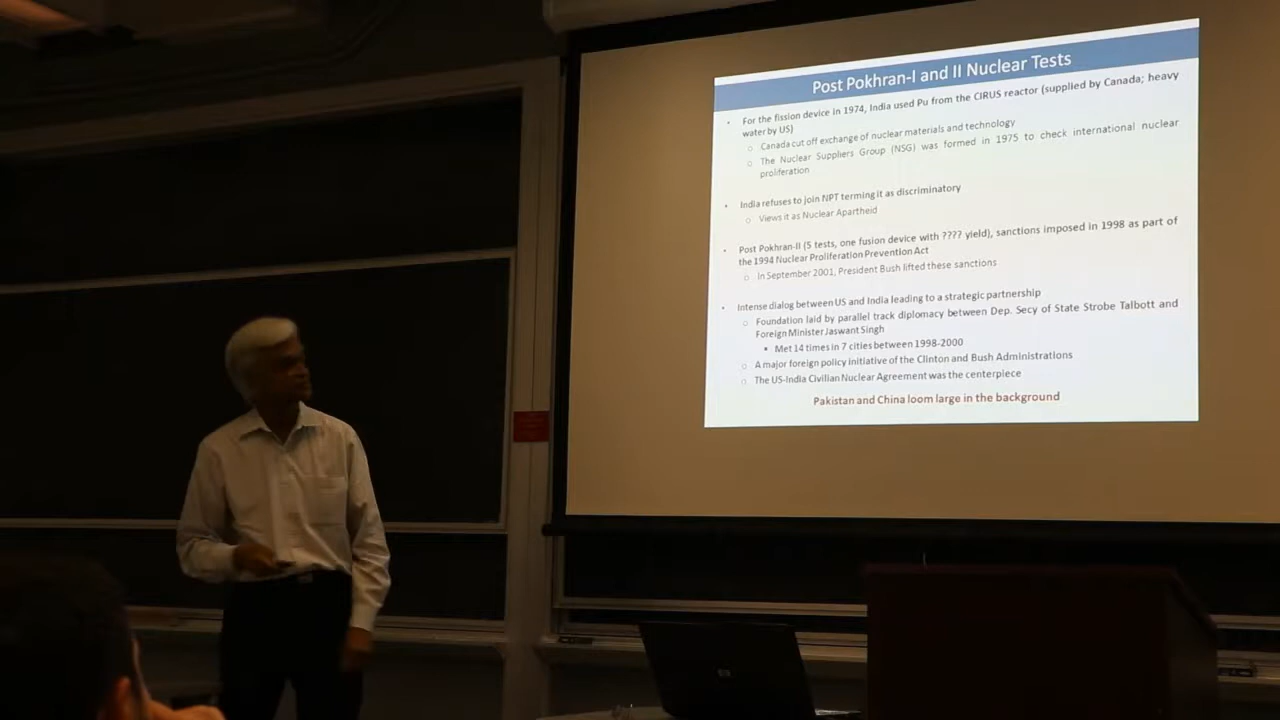 Post Pokhran-I and II Nuclear Tests
• For the fission device in 1974, India used Pu from the CIRUS reactor (supplied by Canada; heavy
water by US)
○ Canada cut off exchange of nuclear materials and technology
○ The Nuclear Suppliers Group (NSG) was formed in 1975 to check international nuclear
proliferation
• India refuses to join NPT terming it as discriminatory
○ Views it as Nuclear Apartheid
• Post Pokhran-II (5 tests, one fusion device with ???? yield), sanctions imposed in 1998 as part of
the 1994 Nuclear Proliferation Prevention Act
○ In September 2001, President Bush lifted these sanctions
• Intense dialog between US and India leading to a strategic partnership
○ Foundation laid by parallel track diplomacy between Dep. Secy of State Strobe Talbott and
Foreign Minister Jaswant Singh
▪ Met 14 times in 7 cities between 1998-2000
○ A major foreign policy initiative of the Clinton and Bush Administrations
○ The US-India Civilian Nuclear Agreement was the centerpiece
Pakistan and China loom large in the background